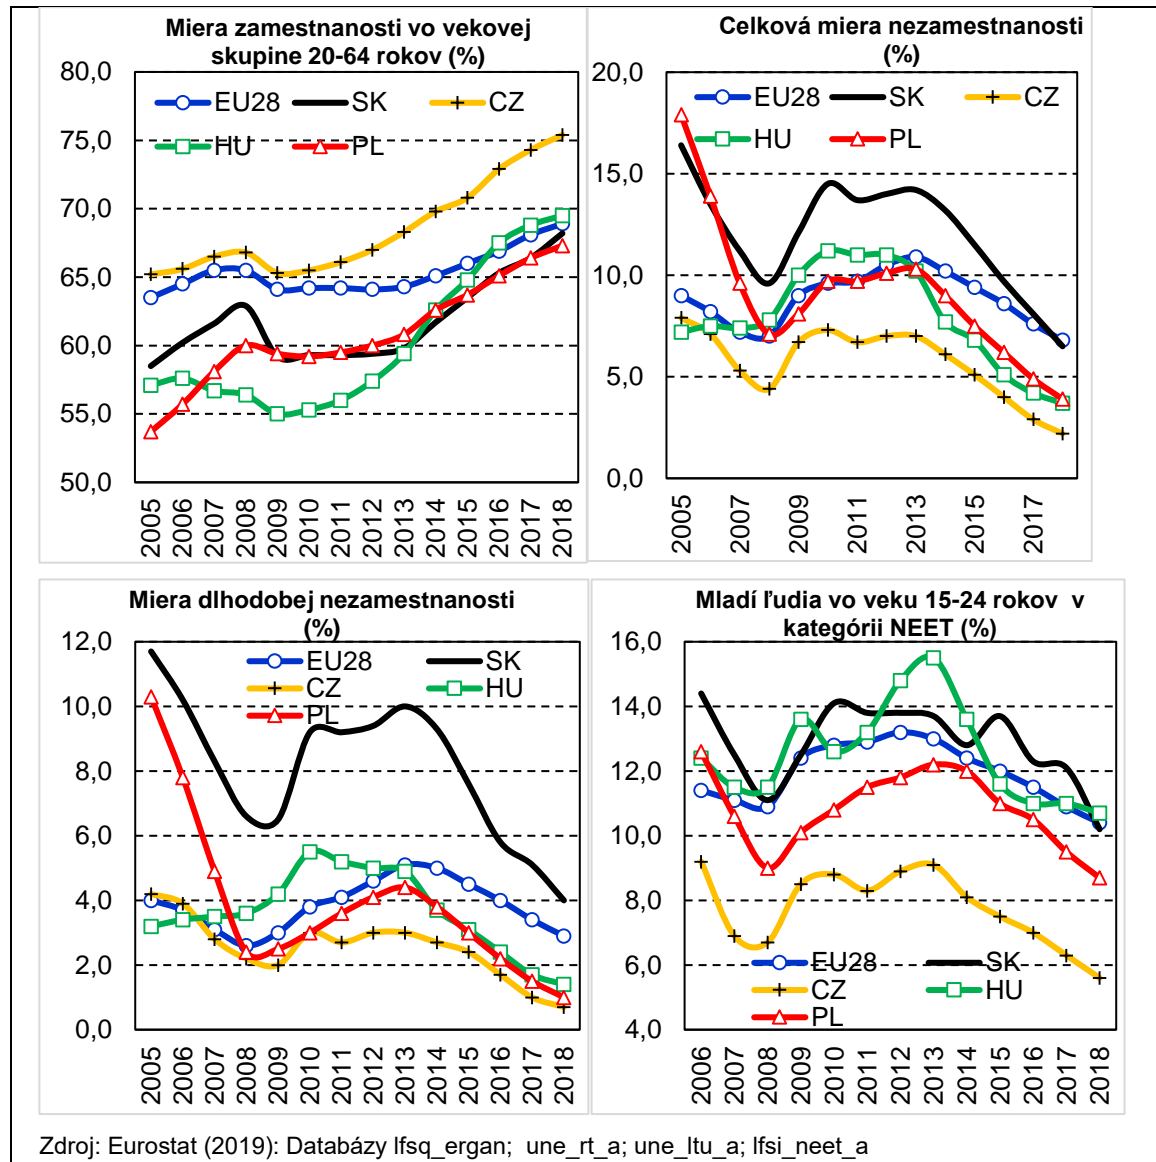 Miera zamestnanosti vo vekovej
skupine 20-64 rokov (%)
80,0
75,0
70,0
65,0
60,0
55,0
50,0
EU28 SK CZ
HU PL
2005 2006 2007 2008 2009 2010 2011 2012 2013 2014 2015 2016 2017 2018
Celková miera nezamestnanosti
(%)
20,0
15,0
10,0
5,0
0,0
EU28 SK CZ
HU PL
2005 2007 2009 2011 2013 2015 2017
Miera dlhodobej nezamestnanosti
(%)
12,0
10,0
8,0
6,0
4,0
2,0
0,0
EU28 SK
CZ HU
PL
2005 2006 2007 2008 2009 2010 2011 2012 2013 2014 2015 2016 2017 2018
Mladí ľudia vo veku 15-24 rokov v
kategórii NEET (%)
16,0
14,0
12,0
10,0
8,0
6,0
4,0
EU28 SK
CZ HU
PL
2006 2007 2008 2009 2010 2011 2012 2013 2014 2015 2016 2017 2018
Zdroj: Eurostat (2019): Databázy lfsq_ergan; une_rt_a; une_ltu_a; lfsi_neet_a